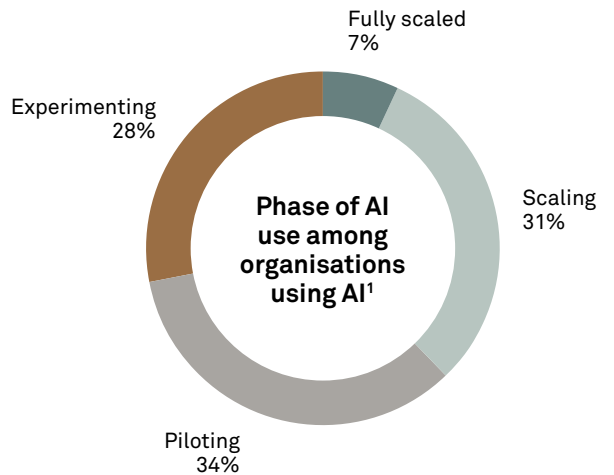 Fully scaled
7%
Experimenting
28%
Scaling
31%
Phase of AI
use among
organisations
using AI¹
Piloting
34%